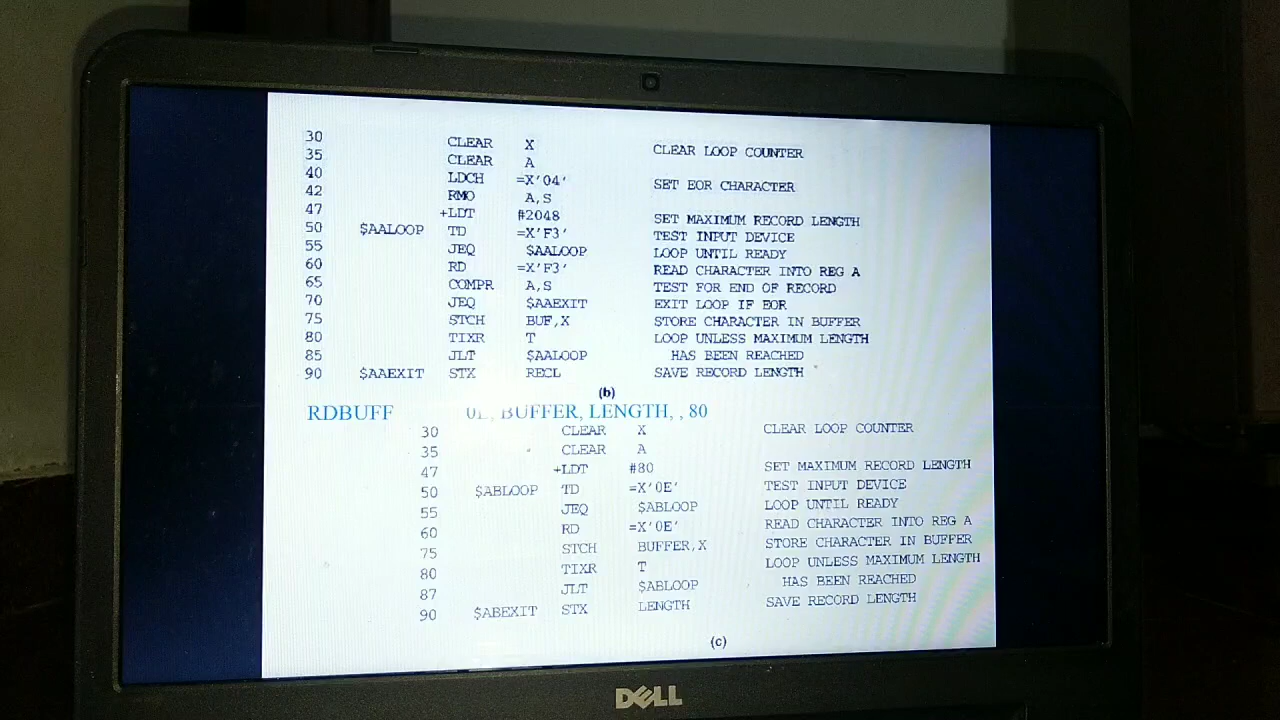 30 CLEAR X CLEAR LOOP COUNTER
35 CLEAR A
40 LDCH =X'04' SET EOR CHARACTER
42 RMO A,S
47 +LDT #2048 SET MAXIMUM RECORD LENGTH
50 $AALOOP TD =X'F3' TEST INPUT DEVICE
55 JEQ $AALOOP LOOP UNTIL READY
60 RD =X'F3' READ CHARACTER INTO REG A
65 COMPR A,S TEST FOR END OF RECORD
70 JEQ $AAEXIT EXIT LOOP IF EOR
75 STCH BUF,X STORE CHARACTER IN BUFFER
80 TIXR T LOOP UNLESS MAXIMUM LENGTH
85 JLT $AALOOP HAS BEEN REACHED
90 $AAEXIT STX RECL SAVE RECORD LENGTH
(b)
RDBUFF 0E, BUFFER, LENGTH, , 80
30 CLEAR X CLEAR LOOP COUNTER
35 CLEAR A
47 +LDT #80 SET MAXIMUM RECORD LENGTH
50 $ABLOOP TD =X'0E' TEST INPUT DEVICE
55 JEQ $ABLOOP LOOP UNTIL READY
60 RD =X'0E' READ CHARACTER INTO REG A
75 STCH BUFFER,X STORE CHARACTER IN BUFFER
80 TIXR T LOOP UNLESS MAXIMUM LENGTH
87 JLT $ABLOOP HAS BEEN REACHED
90 $ABEXIT STX LENGTH SAVE RECORD LENGTH
(c)
DELL